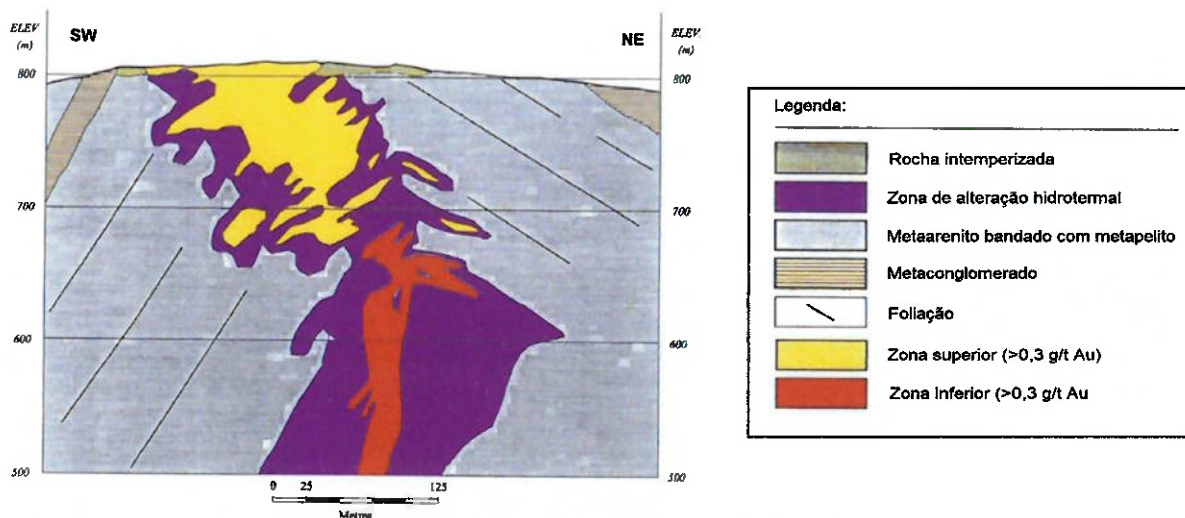 ELEV
(m)
SW
NE
ELEV
(m)
800
800
700
700
600
600
500
500
0 25 125
Metres
Legenda:
Rocha intemperizada
Zona de alteração hidrotermal
Metaarenito bandado com metapelito
Metaconglomerado
Foliação
Zona superior (>0,3 g/t Au)
Zona Inferior (>0,3 g/t Au